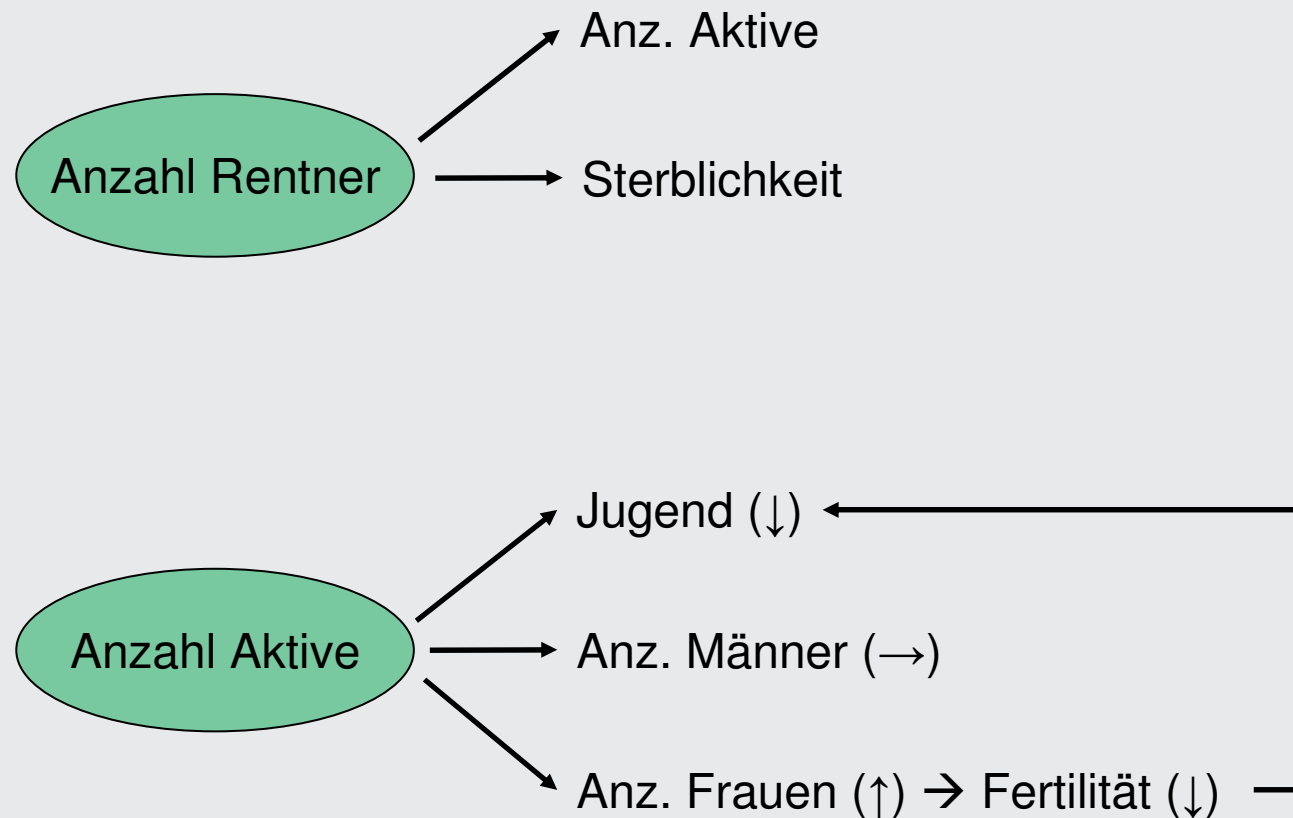 Anz. Aktive
Anzahl Rentner
Sterblichkeit
Jugend (↓)
Anzahl Aktive
Anz. Männer (→)
Anz. Frauen (↑) → Fertilität (↓)